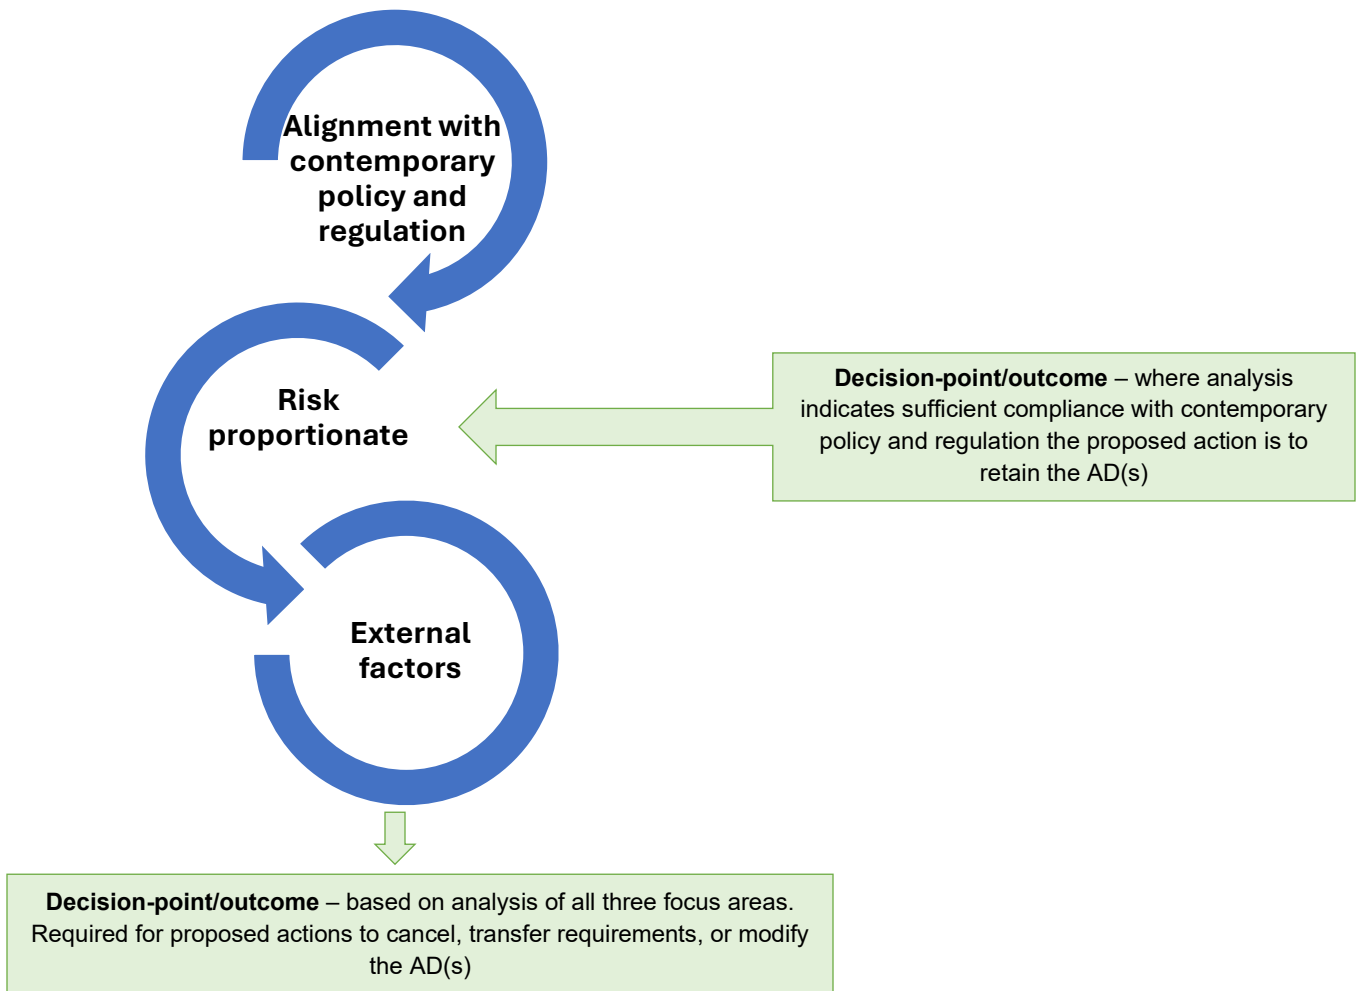 Alignment with
contemporary
policy and
regulation
Risk
proportionate
Decision-point/outcome – where analysis
indicates sufficient compliance with contemporary
policy and regulation the proposed action is to
retain the AD(s)
External
factors
Decision-point/outcome – based on analysis of all three focus areas.
Required for proposed actions to cancel, transfer requirements, or modify
the AD(s)